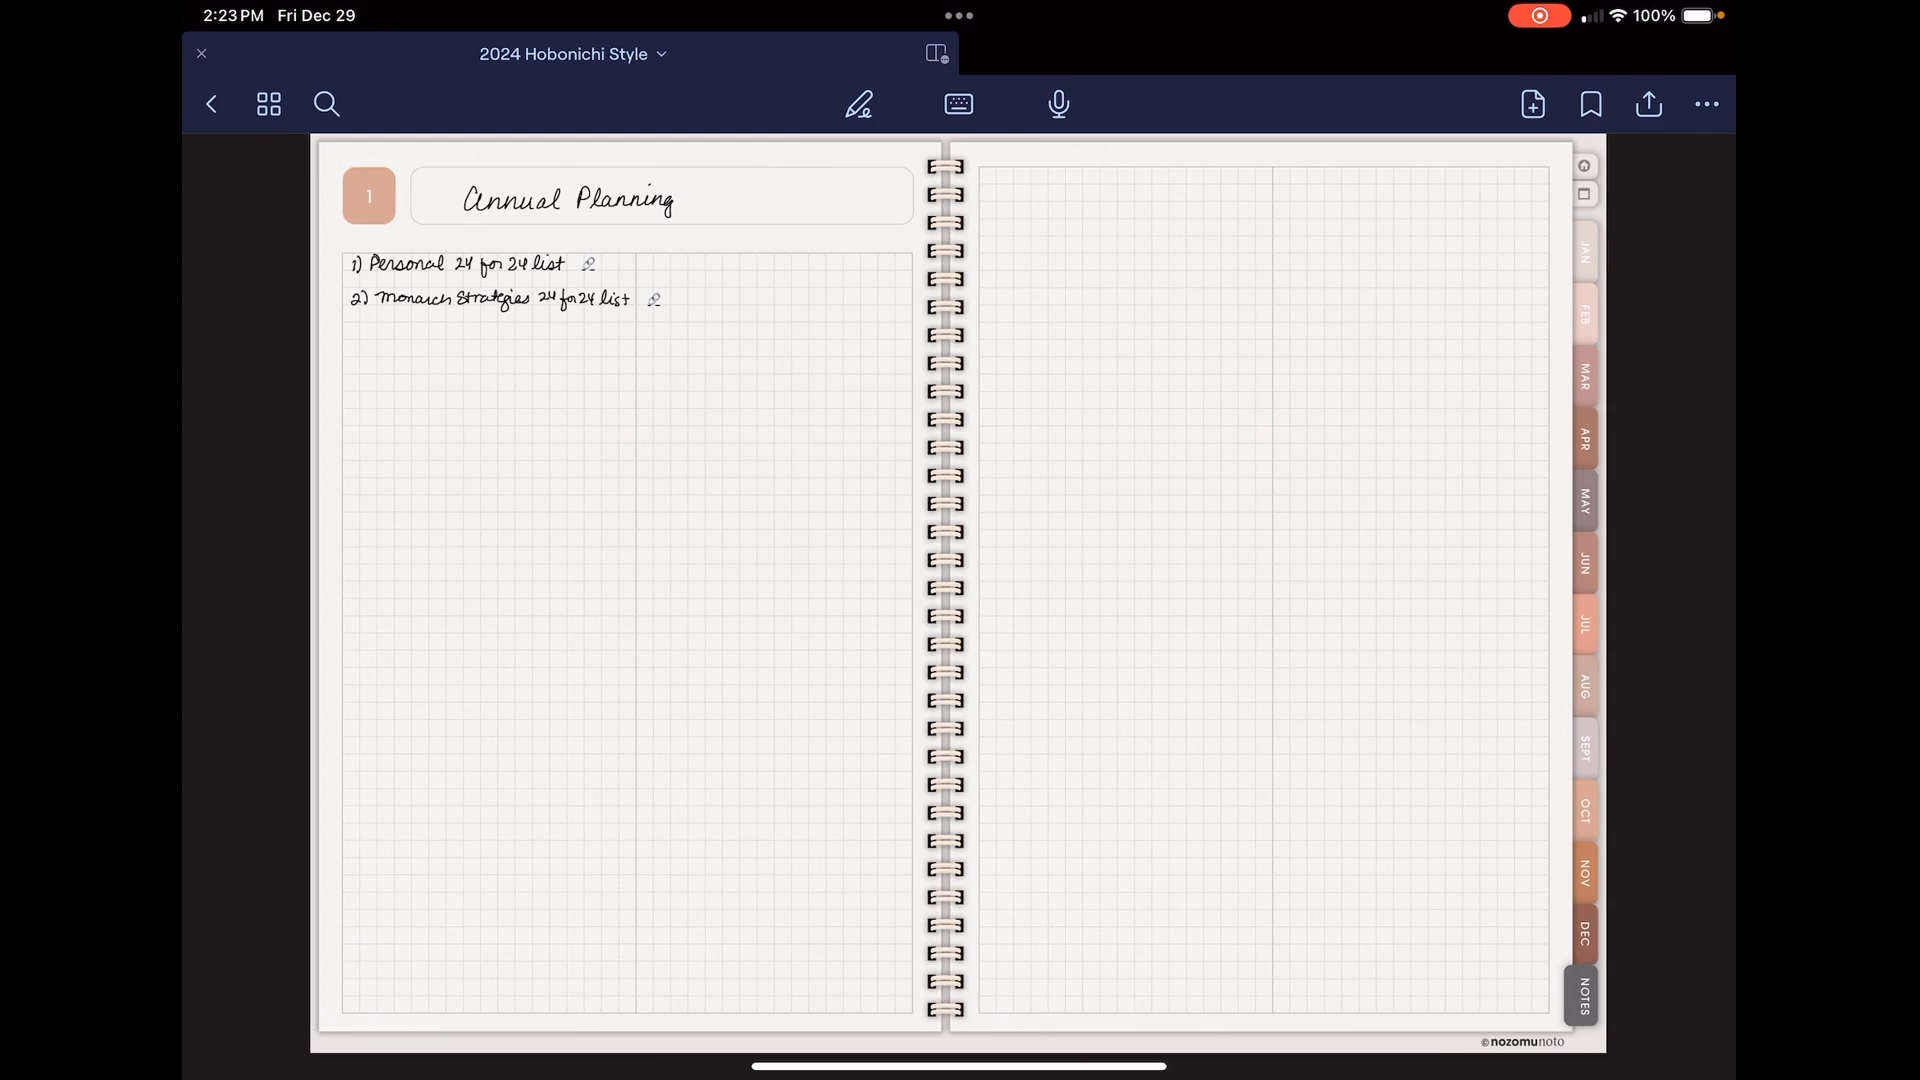 2:23 PM Fri Dec 29
100%
2024 Hobonichi Style
1
Annual Planning
1) Personal 24 for 24 list
2) Monarch Strategies 24 for 24 list
JAN
FEB
MAR
APR
MAY
JUN
JUL
AUG
SEPT
OCT
NOV
DEC
NOTES
©nozomunoto